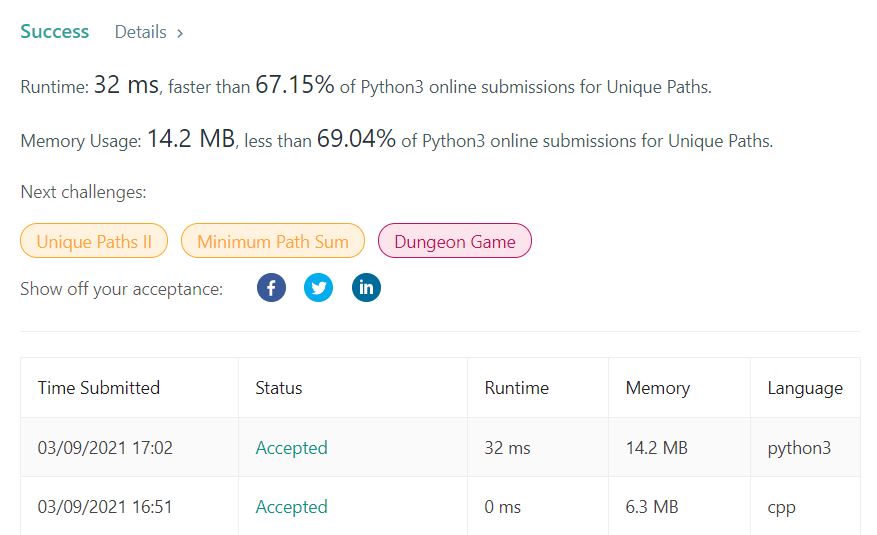 Success Details >
Runtime: 32 ms, faster than 67.15% of Python3 online submissions for Unique Paths.
Memory Usage: 14.2 MB, less than 69.04% of Python3 online submissions for Unique Paths.
Next challenges:
Unique Paths II Minimum Path Sum Dungeon Game
Show off your acceptance: f in
Time Submitted Status Runtime Memory Language
03/09/2021 17:02 Accepted 32 ms 14.2 MB python3
03/09/2021 16:51 Accepted 0 ms 6.3 MB cpp